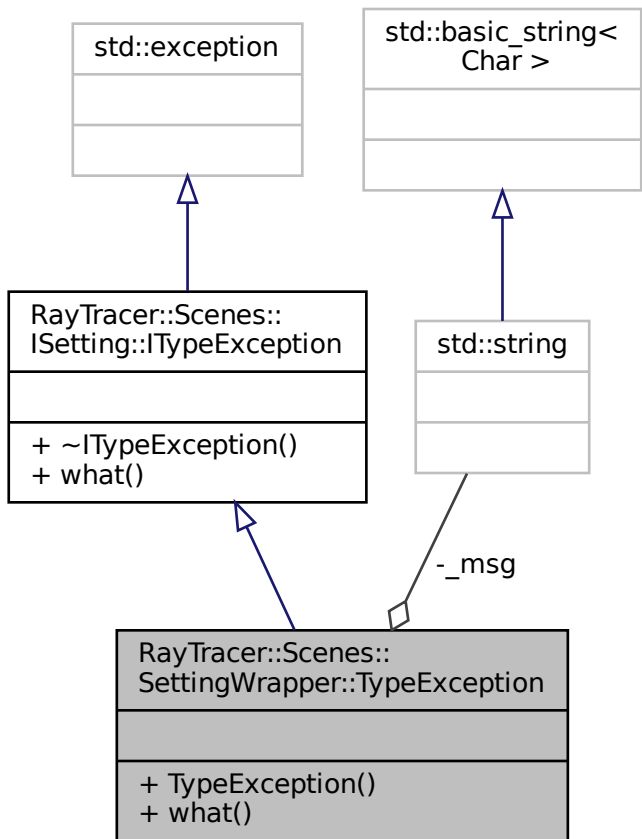 std::exception
std::basic_string<
Char >
RayTracer::Scenes::
ISetting::ITypeException
+ ~ITypeException()
+ what()
std::string
-_msg
RayTracer::Scenes::
SettingWrapper::TypeException
+ TypeException()
+ what()